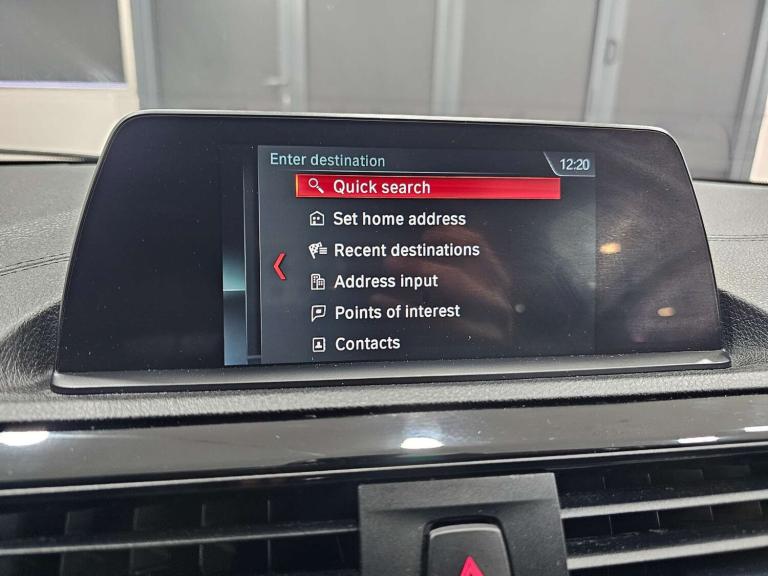 Enter destination
12:20
Quick search
Set home address
Recent destinations
Address input
Points of interest
Contacts